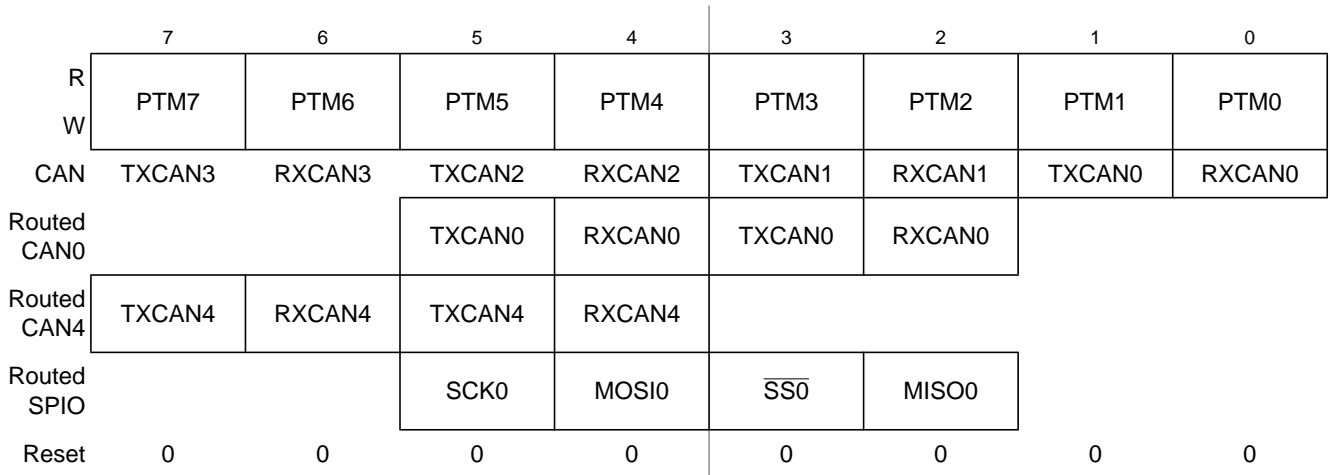 7 6 5 4 3 2 1 0
R
W
PTM7 PTM6 PTM5 PTM4 PTM3 PTM2 PTM1 PTM0
CAN TXCAN3 RXCAN3 TXCAN2 RXCAN2 TXCAN1 RXCAN1 TXCAN0 RXCAN0
Routed
CAN0
TXCAN0 RXCAN0 TXCAN0 RXCAN0
Routed
CAN4
TXCAN4 RXCAN4 TXCAN4 RXCAN4
Routed
SPIO
SCK0 MOSI0 S̅S̅0̅ MISO0
Reset 0 0 0 0 0 0 0 0